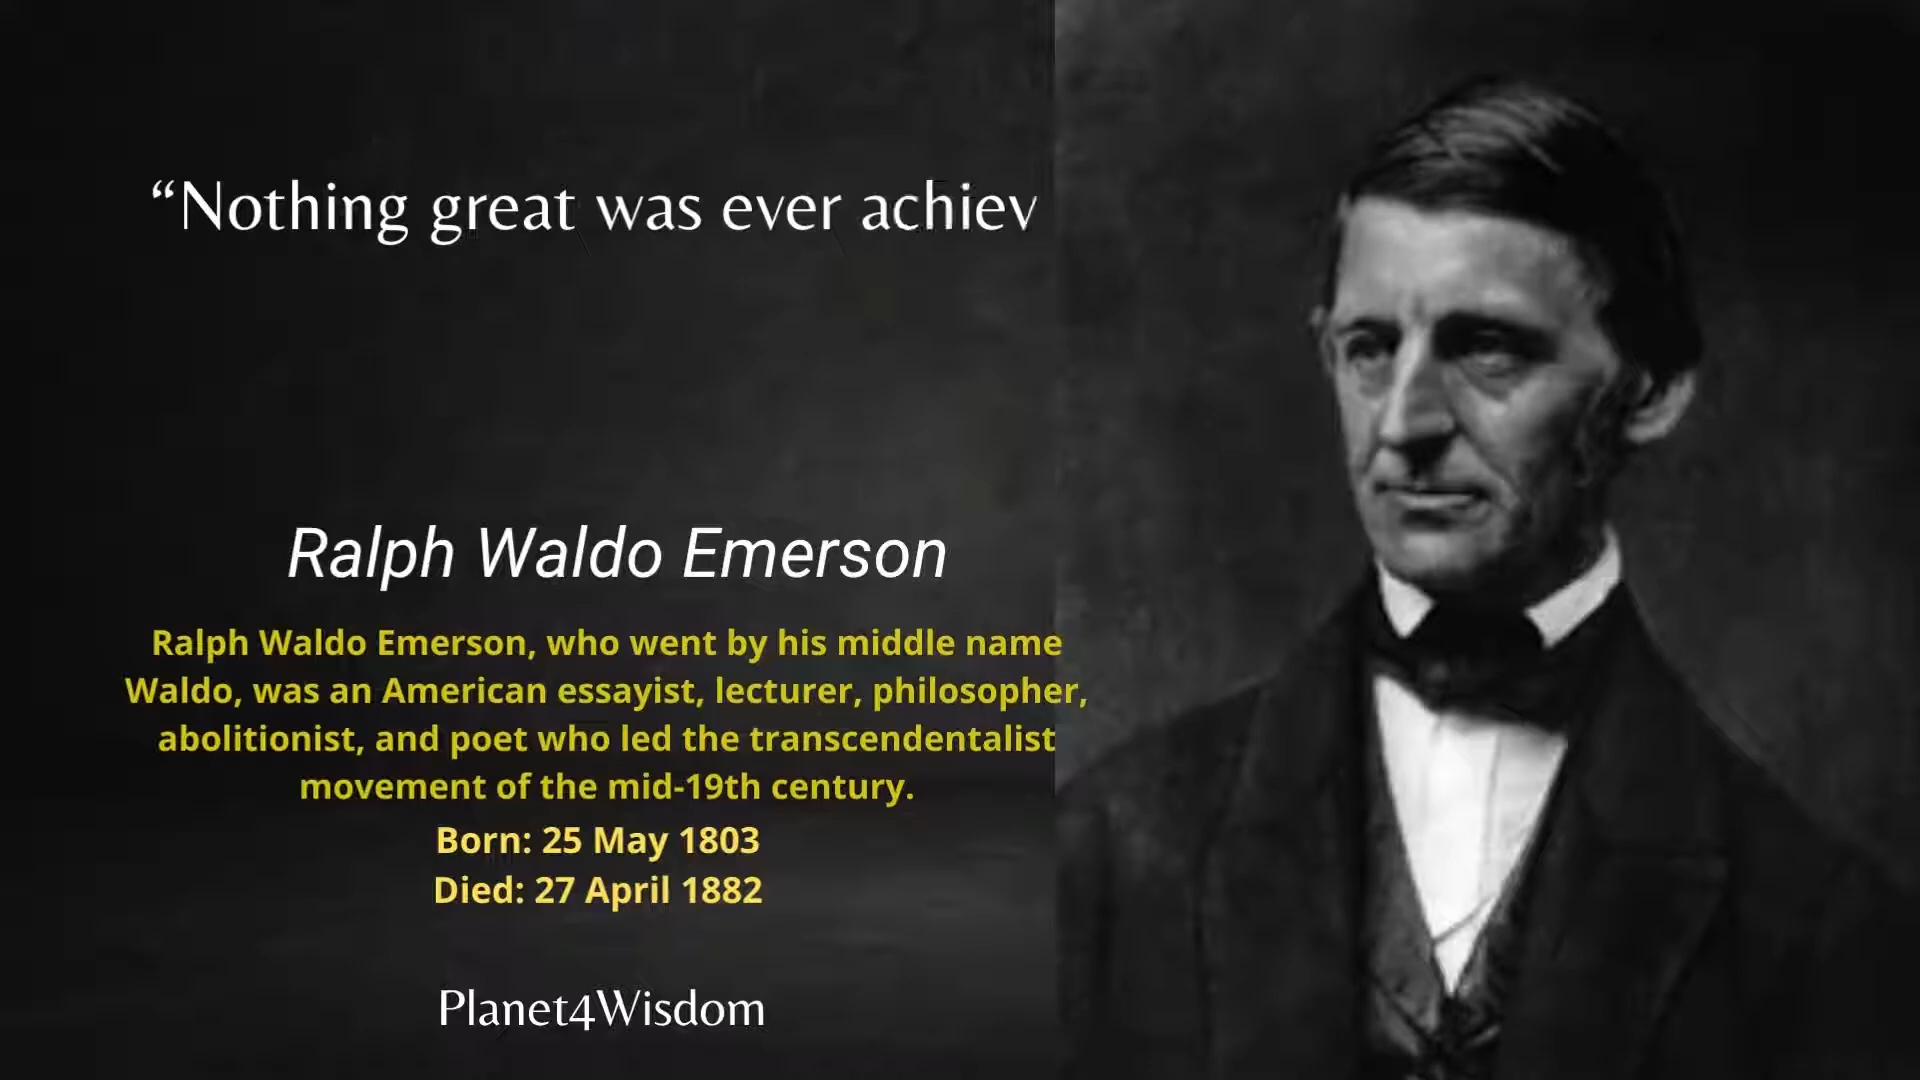 “Nothing great was ever achiev
Ralph Waldo Emerson
Ralph Waldo Emerson, who went by his middle name
Waldo, was an American essayist, lecturer, philosopher,
abolitionist, and poet who led the transcendentalist
movement of the mid-19th century.
Born: 25 May 1803
Died: 27 April 1882
Planet4Wisdom